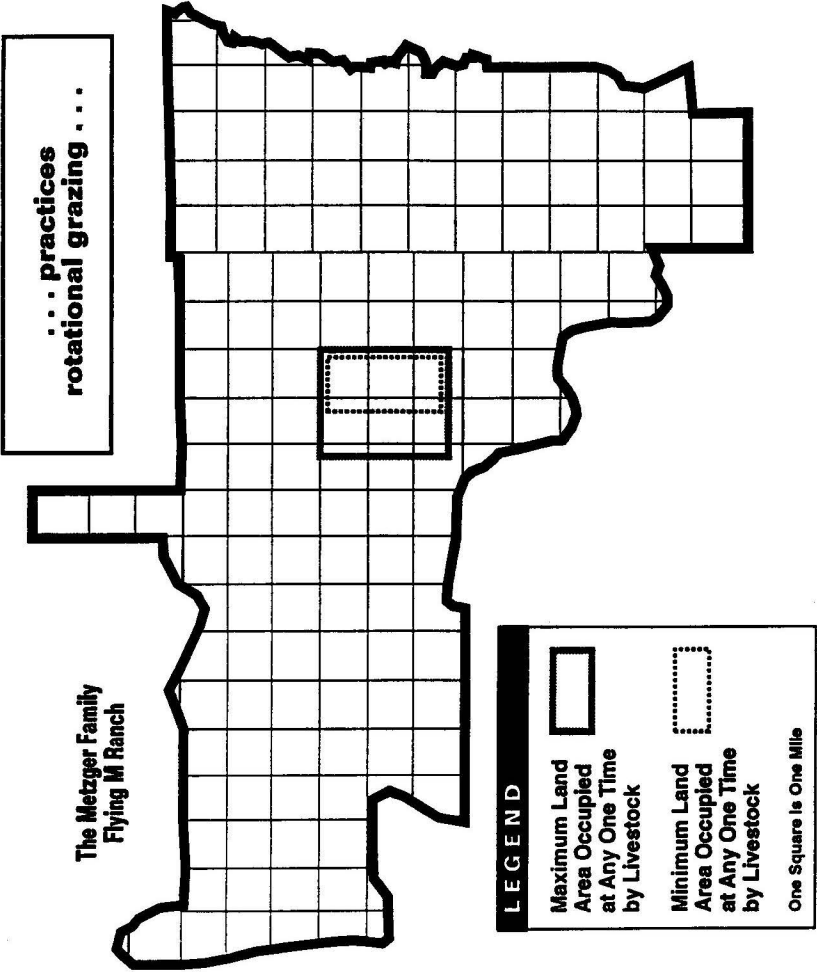 . . . practices
rotational grazing . . .
The Metzger Family
Flying M Ranch
LEGEND
Maximum Land
Area Occupied
at Any One Time
by Livestock
Minimum Land
Area Occupied
at Any One Time
by Livestock
One Square Is One Mile